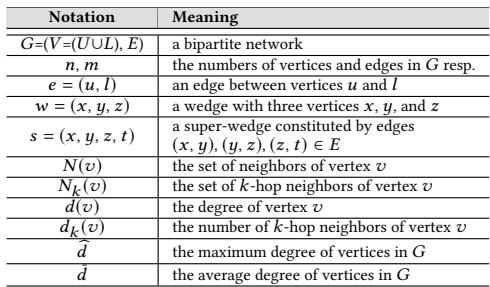 Notation Meaning
G=(V=(U∪L), E) a bipartite network
n, m the numbers of vertices and edges in G resp.
e = (u, l) an edge between vertices u and l
w = (x, y, z) a wedge with three vertices x, y, and z
s = (x, y, z, t) a super-wedge constituted by edges
(x, y), (y, z), (z, t) ∈ E
N(v) the set of neighbors of vertex v
Nₖ(v) the set of k-hop neighbors of vertex v
d(v) the degree of vertex v
dₖ(v) the number of k-hop neighbors of vertex v
d̂ the maximum degree of vertices in G
d̄ the average degree of vertices in G